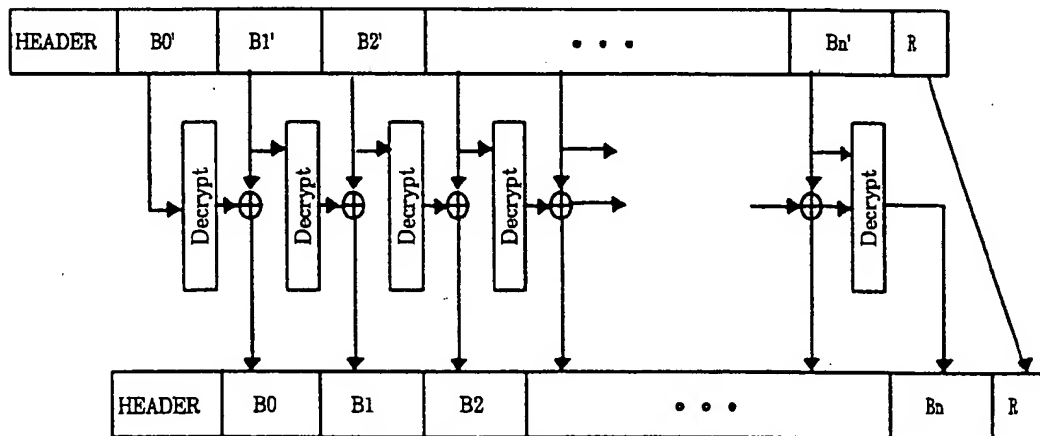 HEADER B0' B1' B2' • • • Bn' R
Decrypt Decrypt Decrypt Decrypt Decrypt
HEADER B0 B1 B2 • • • Bn R